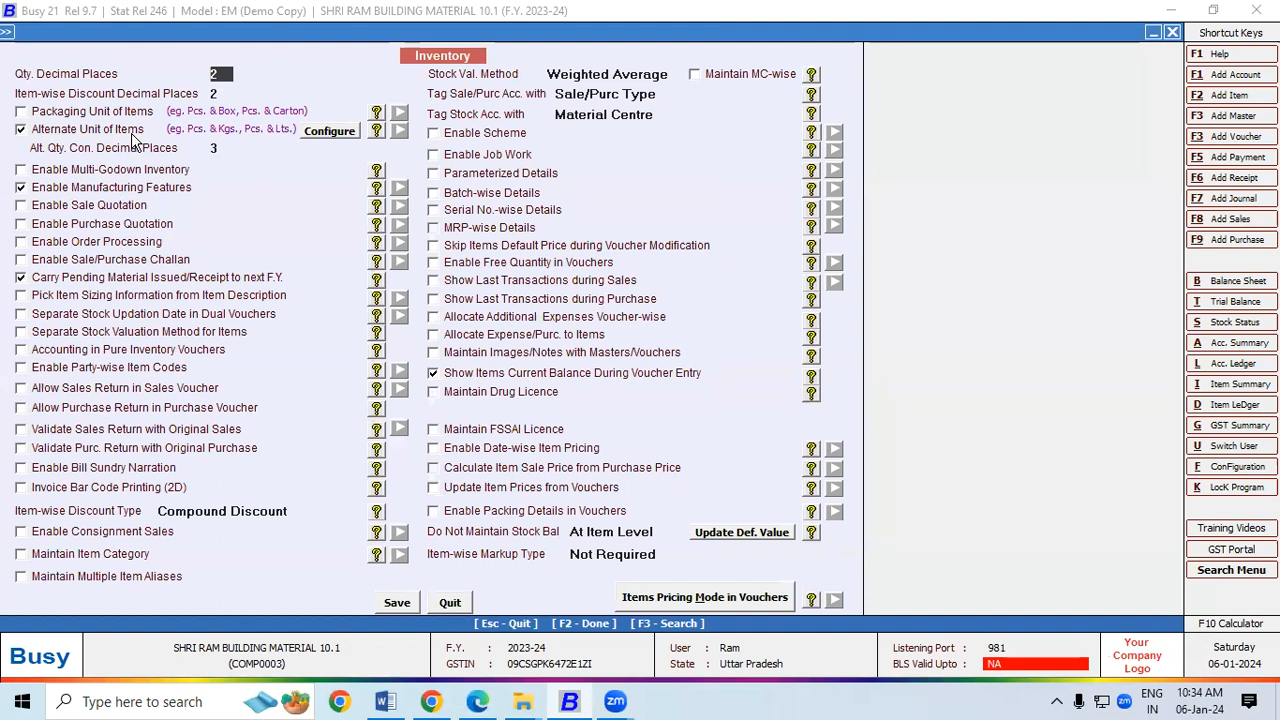 Busy 21 Rel 9.7 | Stat Rel 246 | Model : EM (Demo Copy) | SHRI RAM BUILDING MATERIAL 10.1 (F.Y. 2023-24)
>>
Inventory
Qty. Decimal Places 2
Item-wise Discount Decimal Places 2
Packaging Unit of Items (eg. Pcs. & Box, Pcs. & Carton) ?
Alternate Unit of Items (eg. Pcs. & Kgs., Pcs. & Lts.) Configure ?
Alt. Qty. Con. Decimal Places 3
Enable Multi-Godown Inventory ?
Enable Manufacturing Features ?
Enable Sale Quotation ?
Enable Purchase Quotation ?
Enable Order Processing ?
Enable Sale/Purchase Challan ?
Carry Pending Material Issued/Receipt to next F.Y. ?
Pick Item Sizing Information from Item Description ?
Separate Stock Updation Date in Dual Vouchers ?
Separate Stock Valuation Method for Items ?
Accounting in Pure Inventory Vouchers ?
Enable Party-wise Item Codes ?
Allow Sales Return in Sales Voucher ?
Allow Purchase Return in Purchase Voucher ?
Validate Sales Return with Original Sales ?
Validate Purc. Return with Original Purchase ?
Enable Bill Sundry Narration ?
Invoice Bar Code Printing (2D) ?
Item-wise Discount Type Compound Discount ?
Enable Consignment Sales ?
Maintain Item Category ?
Maintain Multiple Item Aliases
Stock Val. Method Weighted Average Maintain MC-wise ?
Tag Sale/Purc Acc. with Sale/Purc Type ?
Tag Stock Acc. with Material Centre ?
Enable Scheme ?
Enable Job Work ?
Parameterized Details ?
Batch-wise Details ?
Serial No.-wise Details ?
MRP-wise Details ?
Skip Items Default Price during Voucher Modification ?
Enable Free Quantity in Vouchers ?
Show Last Transactions during Sales ?
Show Last Transactions during Purchase ?
Allocate Additional Expenses Voucher-wise ?
Allocate Expense/Purc. to Items ?
Maintain Images/Notes with Masters/Vouchers ?
Show Items Current Balance During Voucher Entry ?
Maintain Drug Licence ?
Maintain FSSAI Licence
Enable Date-wise Item Pricing ?
Calculate Item Sale Price from Purchase Price ?
Update Item Prices from Vouchers ?
Enable Packing Details in Vouchers ?
Do Not Maintain Stock Bal At Item Level Update Def. Value ?
Item-wise Markup Type Not Required
Save Quit
Items Pricing Mode in Vouchers ?
[ Esc - Quit ] [ F2 - Done ] [ F3 - Search ]
Shortcut Keys
F1 Help
F1 Add Account
F2 Add Item
F3 Add Master
F3 Add Voucher
F5 Add Payment
F6 Add Receipt
F7 Add Journal
F8 Add Sales
F9 Add Purchase
B Balance Sheet
T Trial Balance
S Stock Status
A Acc. Summary
L Acc. Ledger
I Item Summary
D Item LeDger
G GST Summary
U Switch User
F ConFiguration
K LocK Program
Training Videos
GST Portal
Search Menu
F10 Calculator
Busy
SHRI RAM BUILDING MATERIAL 10.1
(COMP0003)
F.Y. : 2023-24
GSTIN : 09CSGPK6472E1ZI
User : Ram
State : Uttar Pradesh
Listening Port : 981
BLS Valid Upto : NA
Your
Company
Logo
Saturday
06-01-2024
Type here to search
ENG
IN
10:34 AM
06-Jan-24